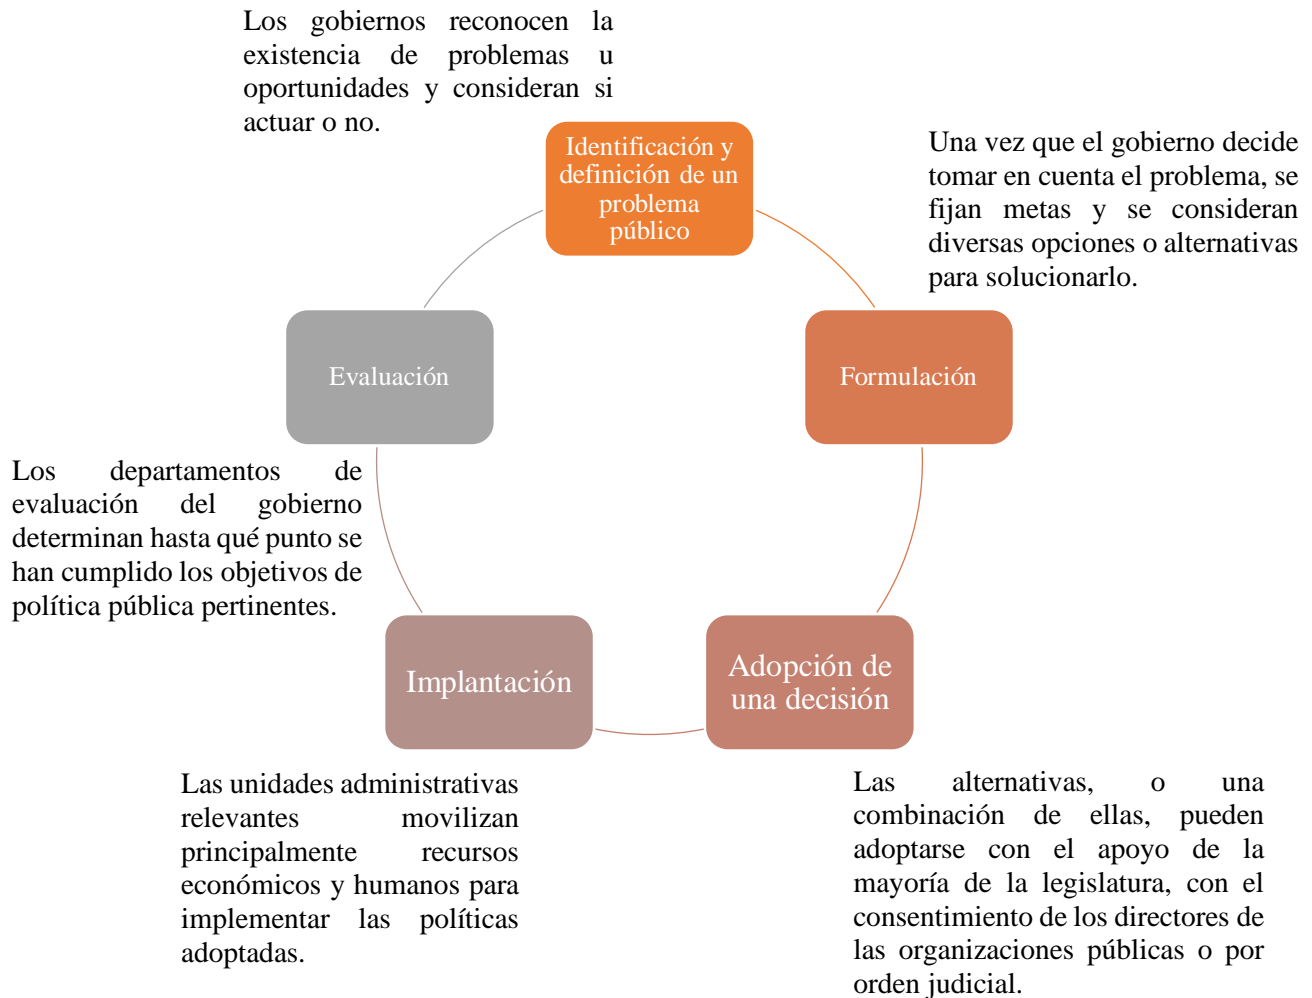 Los gobiernos reconocen la
existencia de problemas u
oportunidades y consideran si
actuar o no.
Identificación y
definición de un
problema
público
Una vez que el gobierno decide
tomar en cuenta el problema, se
fijan metas y se consideran
diversas opciones o alternativas
para solucionarlo.
Formulación
Adopción de
una decisión
Las alternativas, o una
combinación de ellas, pueden
adoptarse con el apoyo de la
mayoría de la legislatura, con el
consentimiento de los directores de
las organizaciones públicas o por
orden judicial.
Implantación
Las unidades administrativas
relevantes movilizan
principalmente recursos
económicos y humanos para
implementar las políticas
adoptadas.
Evaluación
Los departamentos de
evaluación del gobierno
determinan hasta qué punto se
han cumplido los objetivos de
política pública pertinentes.